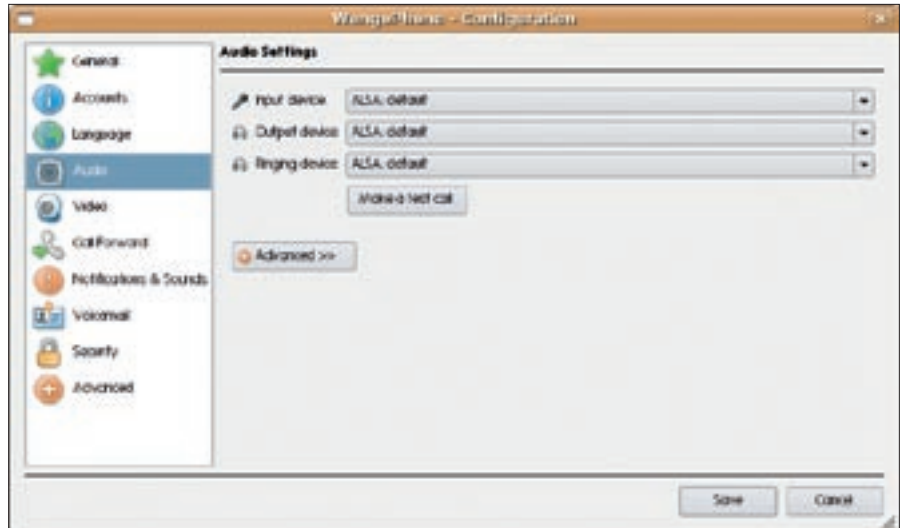 WengoPhone - Configuration
General
Accounts
Language
Audio
Video
Call Forward
Notifications & Sounds
Voicemail
Security
Advanced
Audio Settings
Input device ALSA: default
Output device ALSA: default
Ringing device ALSA: default
Make a test call
Advanced >>
Save
Cancel